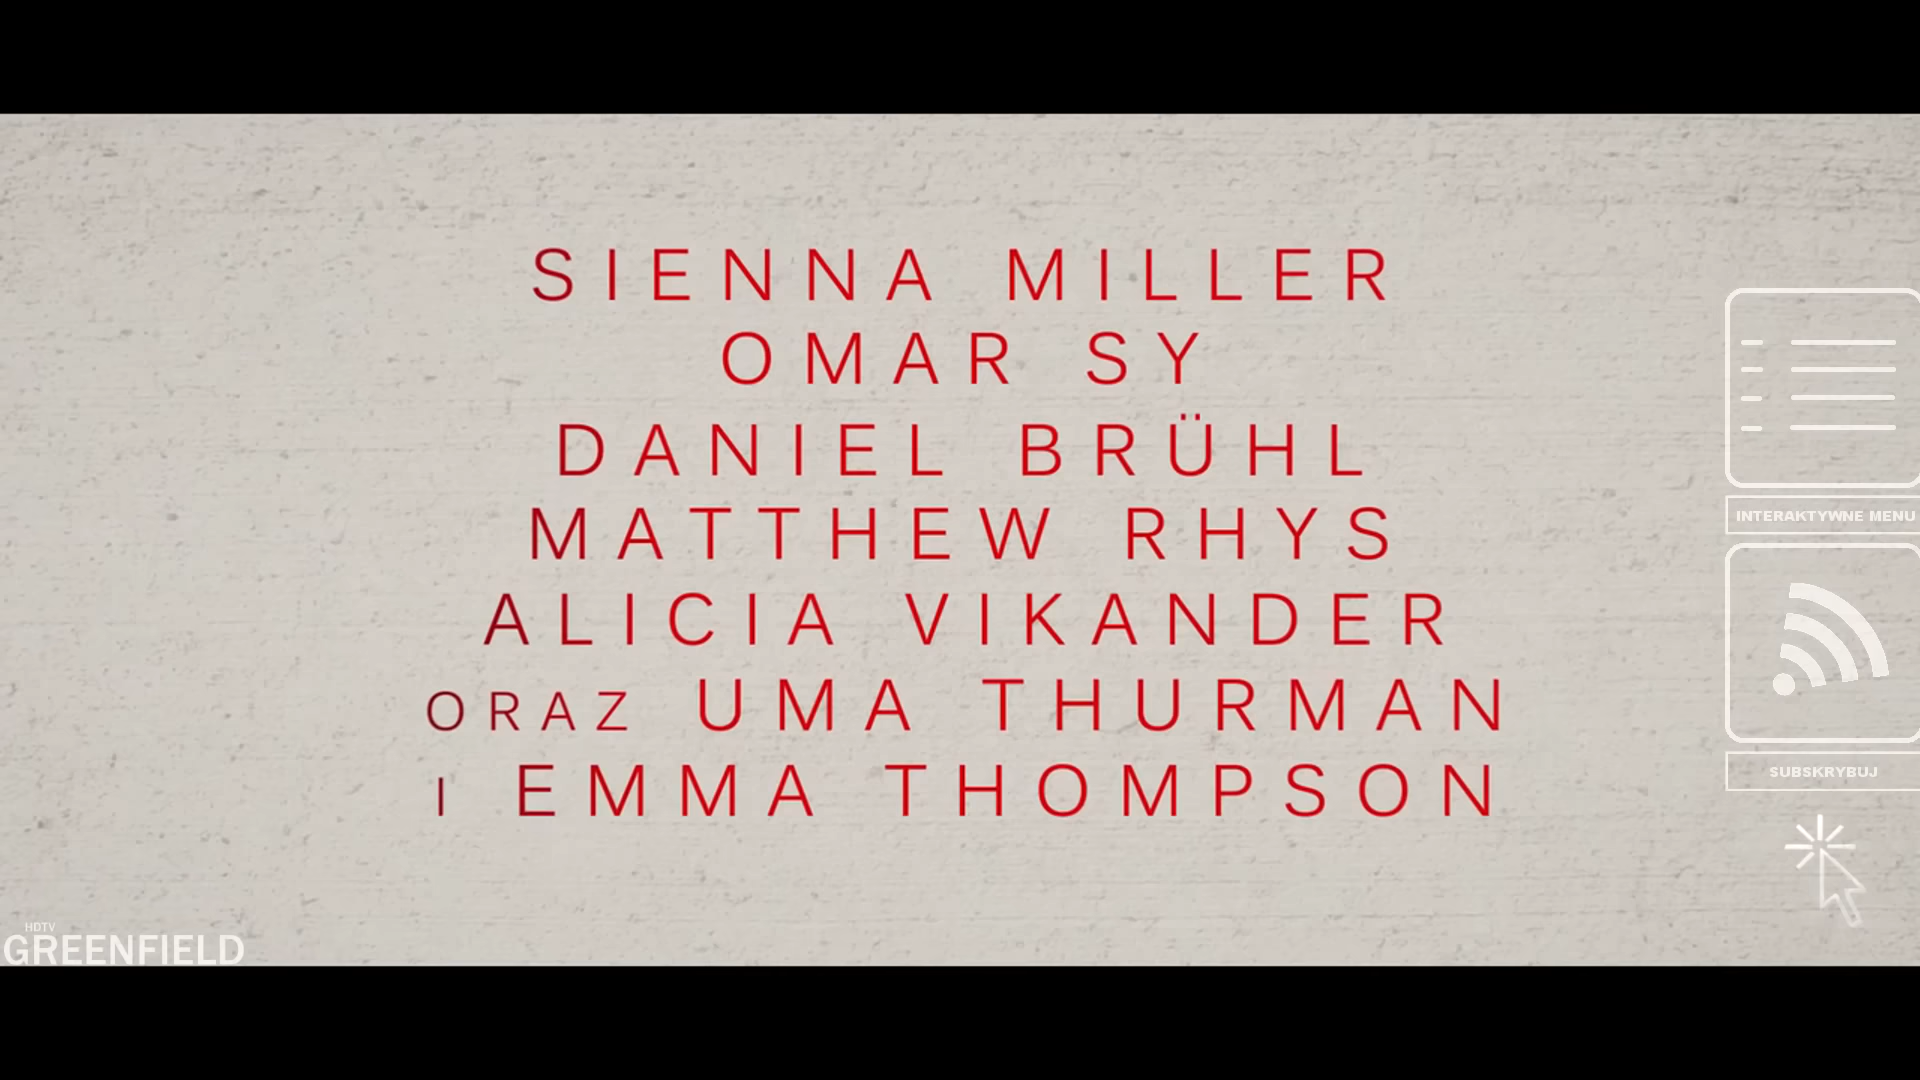 SIENNA MILLER
OMAR SY
DANIEL BRÜHL
MATTHEW RHYS
ALICIA VIKANDER
ORAZ UMA THURMAN
I EMMA THOMPSON
INTERAKTYWNE MENU
SUBSKRYBUJ
HDTV
GREENFIELD